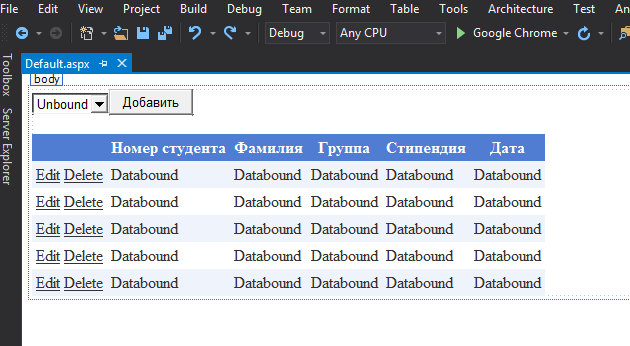 File Project Build Debug Team Format Table Tools Architecture Test
Debug Any CPU Google Chrome
Toolbox
Server Explorer
Default.aspx
body
Unbound Добавить
Номер студента Фамилия Группа Стипендия Дата
Edit Delete Databound Databound Databound Databound Databound
Edit Delete Databound Databound Databound Databound Databound
Edit Delete Databound Databound Databound Databound Databound
Edit Delete Databound Databound Databound Databound Databound
Edit Delete Databound Databound Databound Databound Databound